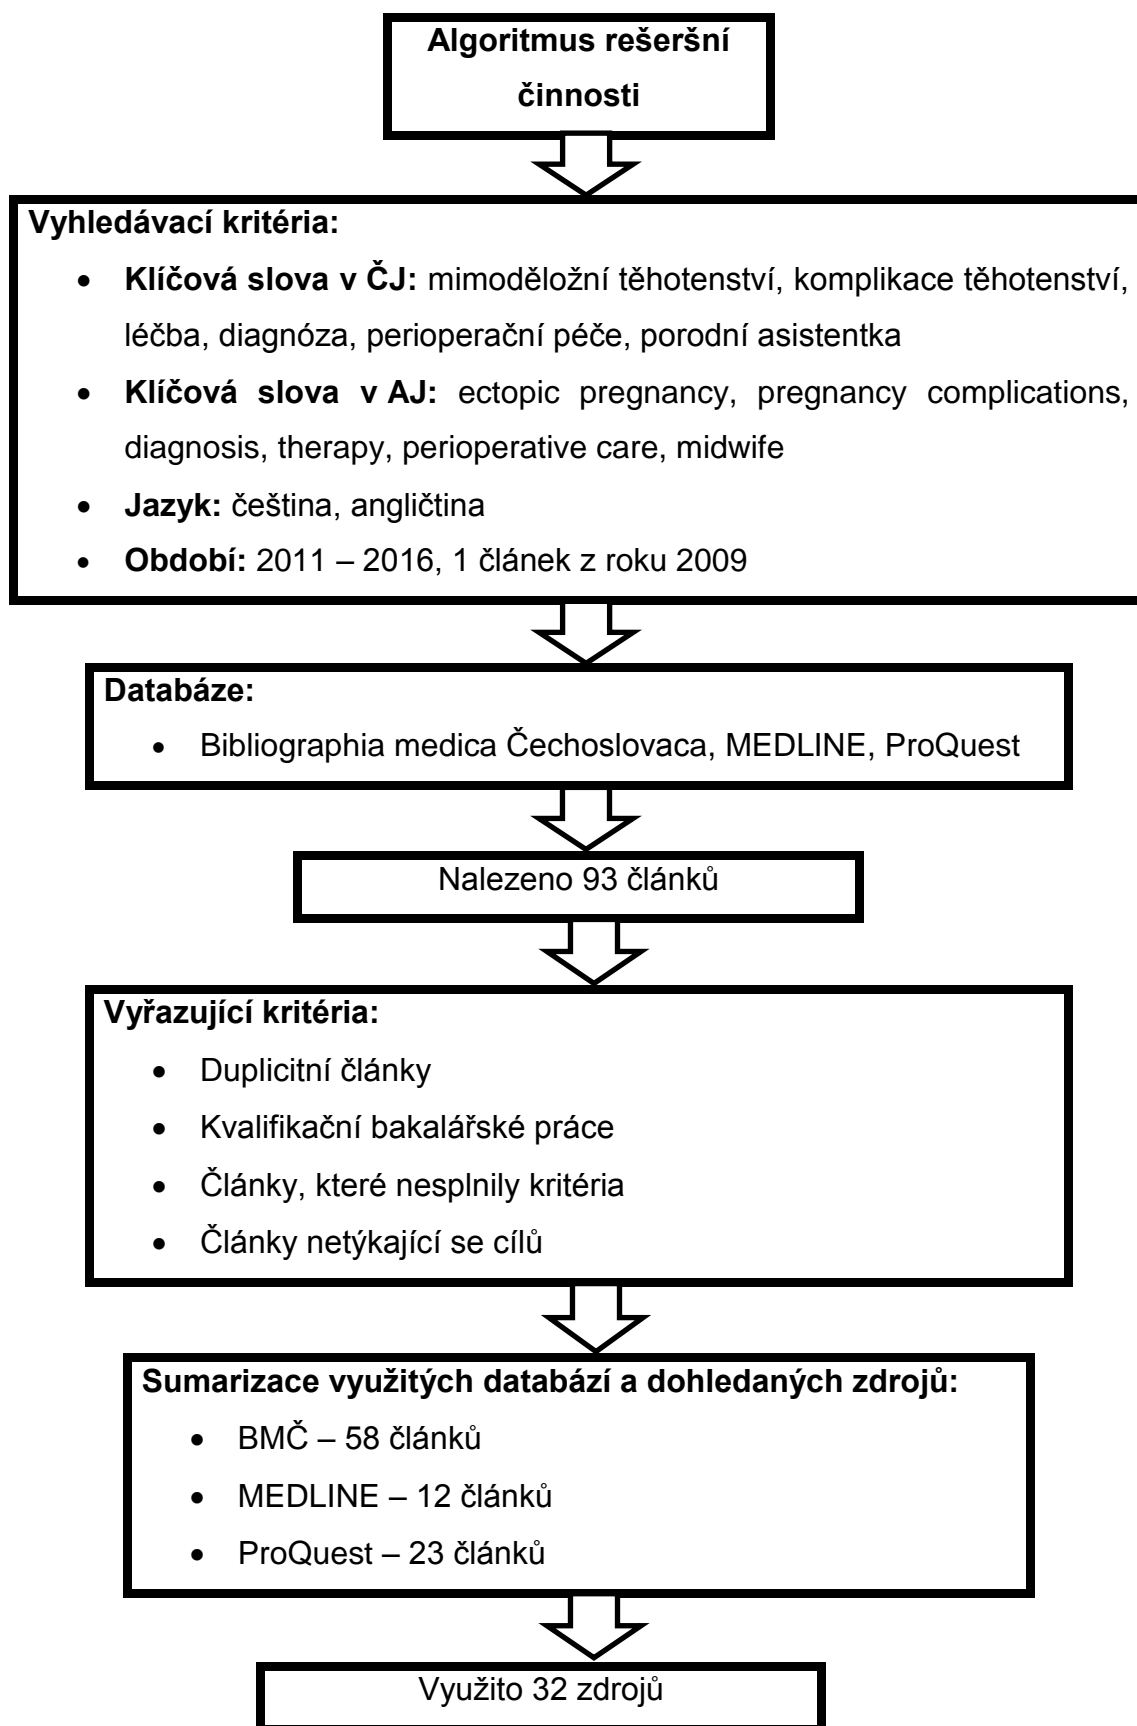 Algoritmus rešeršní
činnosti
Vyhledávací kritéria:
• Klíčová slova v ČJ: mimoděložní těhotenství, komplikace těhotenství,
léčba, diagnóza, perioperační péče, porodní asistentka
• Klíčová slova v AJ: ectopic pregnancy, pregnancy complications,
diagnosis, therapy, perioperative care, midwife
• Jazyk: čeština, angličtina
• Období: 2011 – 2016, 1 článek z roku 2009
Databáze:
• Bibliographia medica Čechoslovaca, MEDLINE, ProQuest
Nalezeno 93 článků
Vyřazující kritéria:
• Duplicitní články
• Kvalifikační bakalářské práce
• Články, které nesplnily kritéria
• Články netýkající se cílů
Sumarizace využitých databází a dohledaných zdrojů:
• BMČ – 58 článků
• MEDLINE – 12 článků
• ProQuest – 23 článků
Využito 32 zdrojů